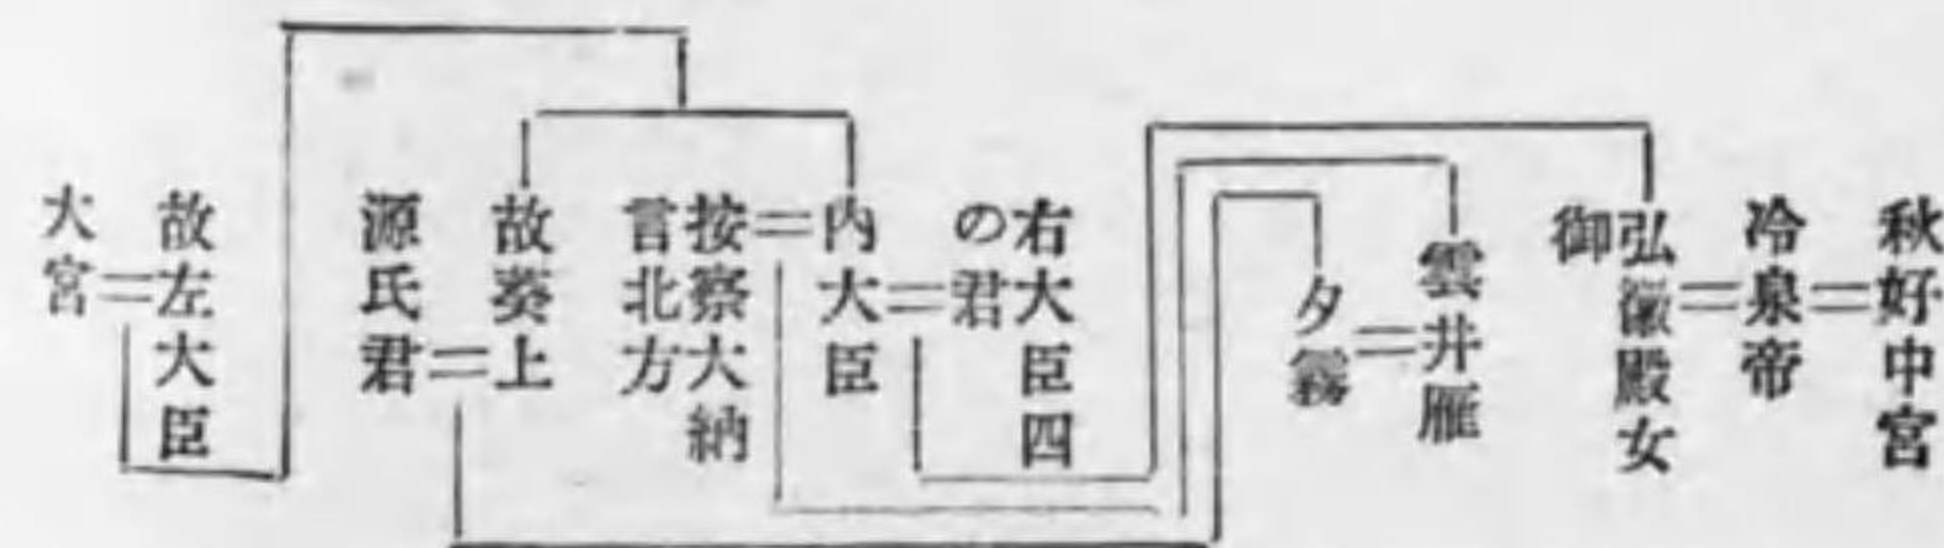 秋好中宮
冷泉帝
弘徽殿女
御
雲井雁
夕霧
右大臣四
の君
内大臣
按察大納
言北方
故葵上
源氏君
故左大臣
大宮